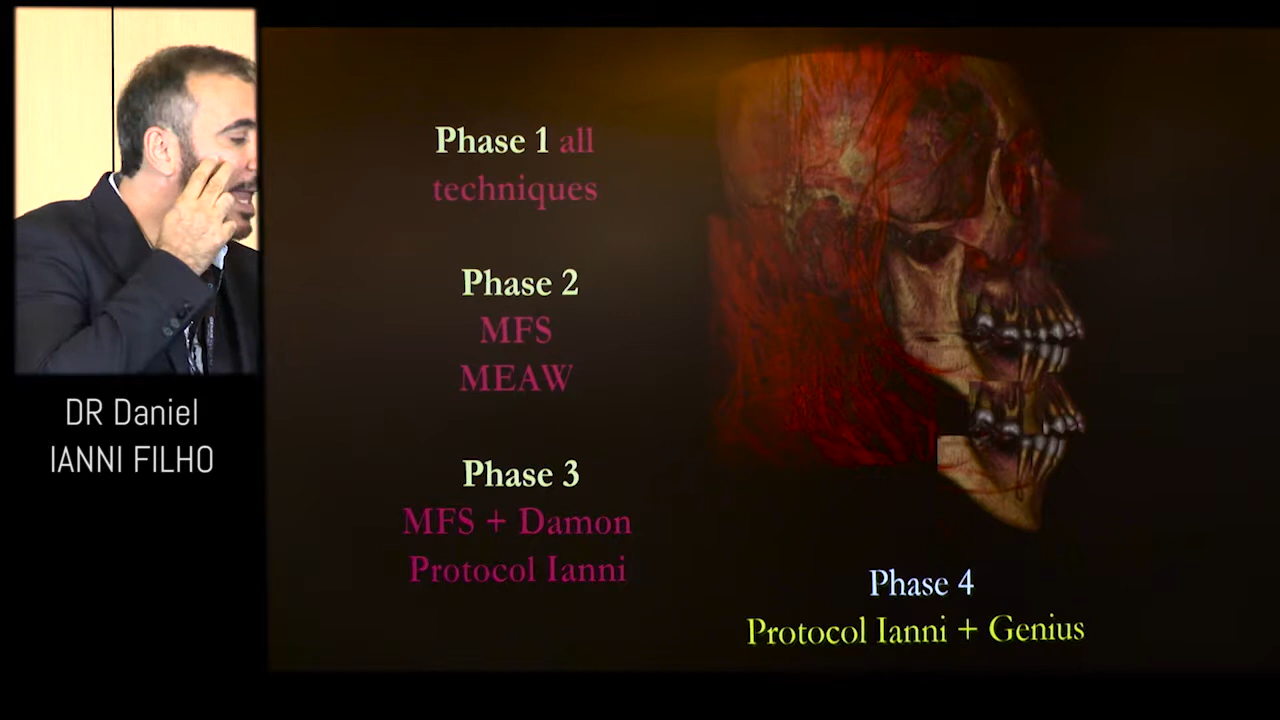 DR Daniel
IANNI FILHO
Phase 1 all
techniques
Phase 2
MFS
MEAW
Phase 3
MFS + Damon
Protocol Ianni
Phase 4
Protocol Ianni + Genius